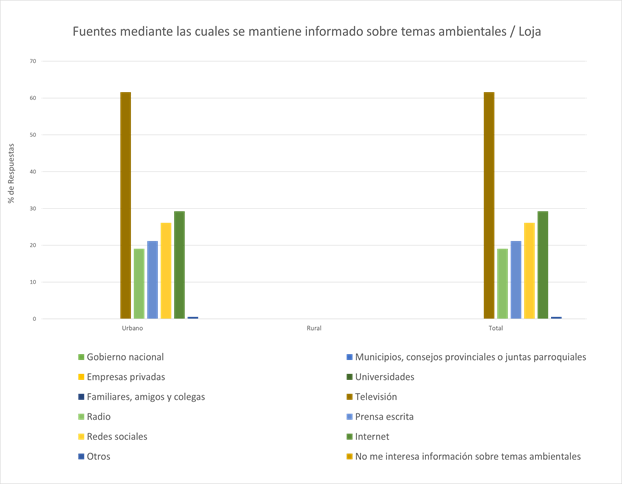 Fuentes mediante las cuales se mantiene informado sobre temas ambientales / Loja
70
60
50
40
30
20
10
0
% de Respuestas
Urbano Rural Total
Gobierno nacional Municipios, consejos provinciales o juntas parroquiales
Empresas privadas Universidades
Familiares, amigos y colegas Televisión
Radio Prensa escrita
Redes sociales Internet
Otros No me interesa información sobre temas ambientales